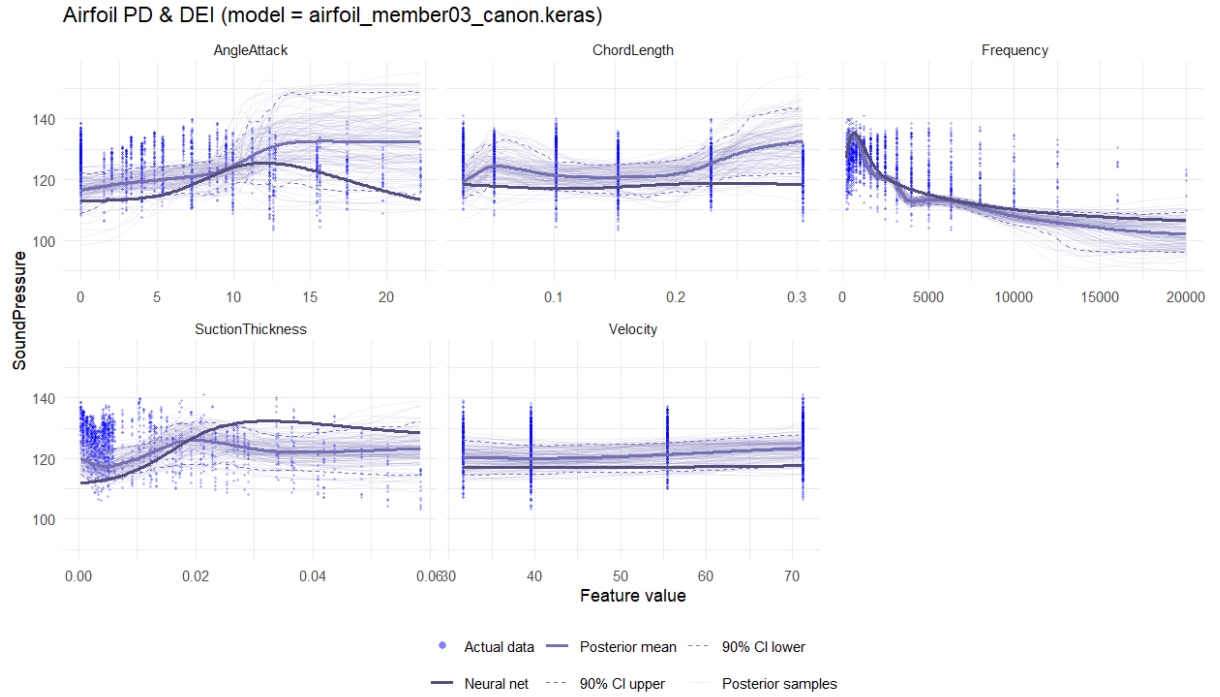 Airfoil PD & DEI (model = airfoil_member03_canon.keras)
AngleAttack ChordLength Frequency
140
120
100
0 5 10 15 20 0.1 0.2 0.3 0 5000 10000 15000 20000
SoundPressure
SuctionThickness Velocity
140
120
100
0.00 0.02 0.04 0.06 30 40 50 60 70
Feature value
Actual data Posterior mean 90% CI lower
Neural net 90% CI upper Posterior samples